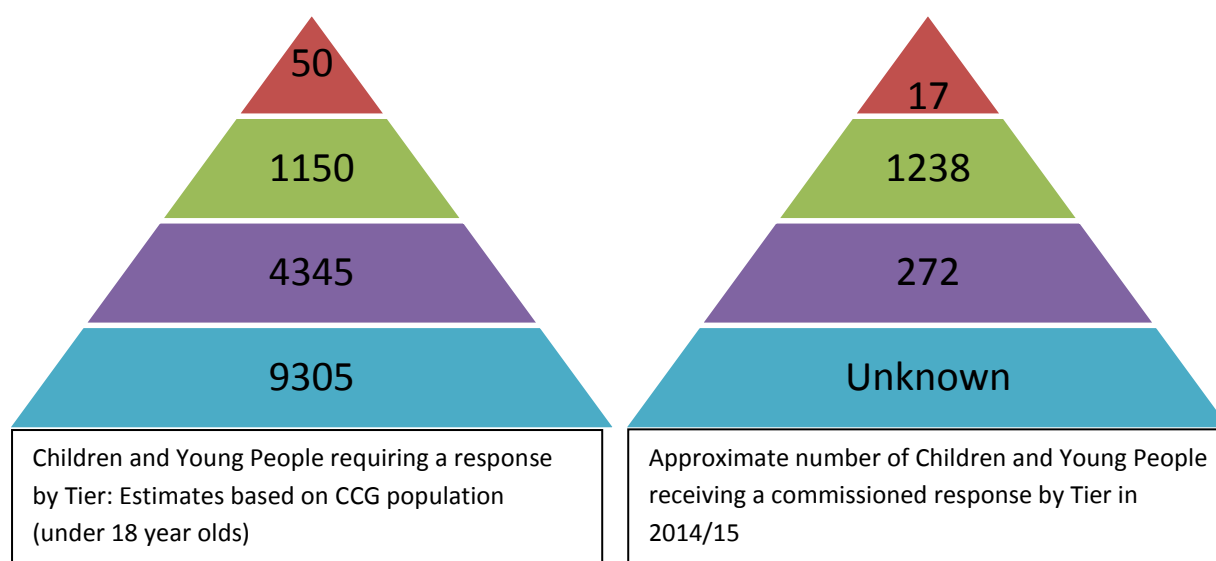 50
1150
4345
9305
Children and Young People requiring a response
by Tier: Estimates based on CCG population
(under 18 year olds)
17
1238
272
Unknown
Approximate number of Children and Young People
receiving a commissioned response by Tier in
2014/15